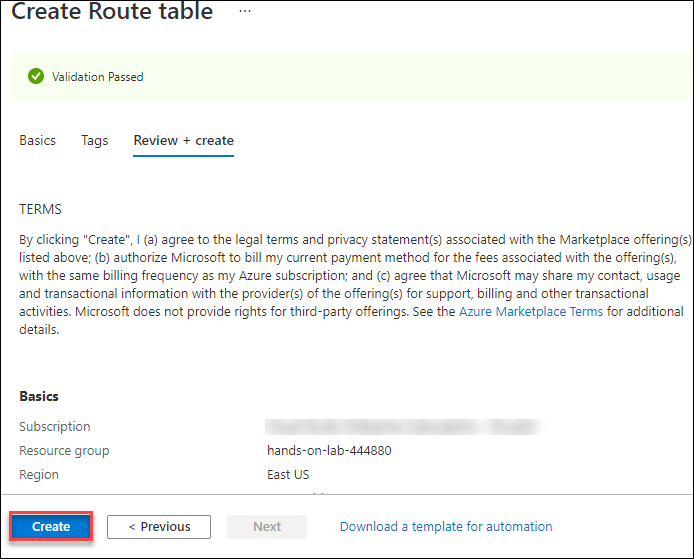 Create Route table ...
Validation Passed
Basics Tags Review + create
TERMS
By clicking "Create", I (a) agree to the legal terms and privacy statement(s) associated with the Marketplace offering(s)
listed above; (b) authorize Microsoft to bill my current payment method for the fees associated with the offering(s),
with the same billing frequency as my Azure subscription; and (c) agree that Microsoft may share my contact, usage
and transactional information with the provider(s) of the offering(s) for support, billing and other transactional
activities. Microsoft does not provide rights for third-party offerings. See the Azure Marketplace Terms for additional
details.
Basics
Subscription
Resource group hands-on-lab-444880
Region East US
Create < Previous Next Download a template for automation